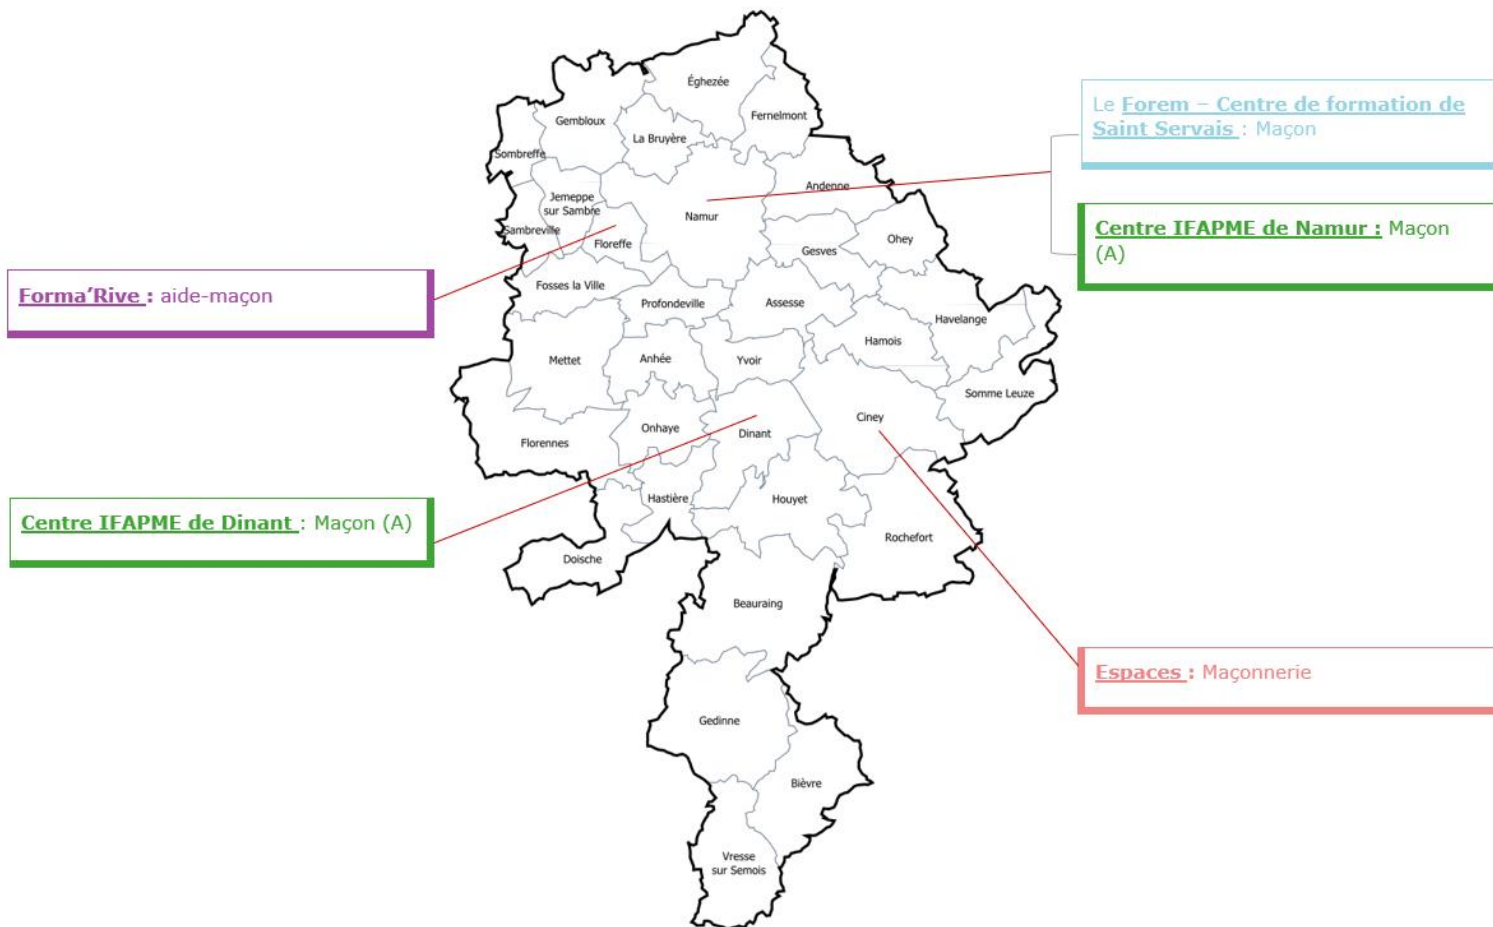 Éghezée
Gembloux
Fernelmont
La Bruyère
Sombreffe
Andenne
Jemeppe
sur Sambre
Namur
Sambreville
Floreffe
Gesves
Ohey
Fosses la Ville
Profondeville
Assesse
Havelange
Hamois
Mettet
Anhée
Yvoir
Somme Leuze
Ciney
Onhaye
Dinant
Florennes
Hastière
Houyet
Rochefort
Doische
Beauraing
Gedinne
Bièvre
Vresse
sur Semois
Le Forem – Centre de formation de
Saint Servais : Maçon
Centre IFAPME de Namur : Maçon
(A)
Forma’Rive : aide-maçon
Centre IFAPME de Dinant : Maçon (A)
Espaces : Maçonnerie